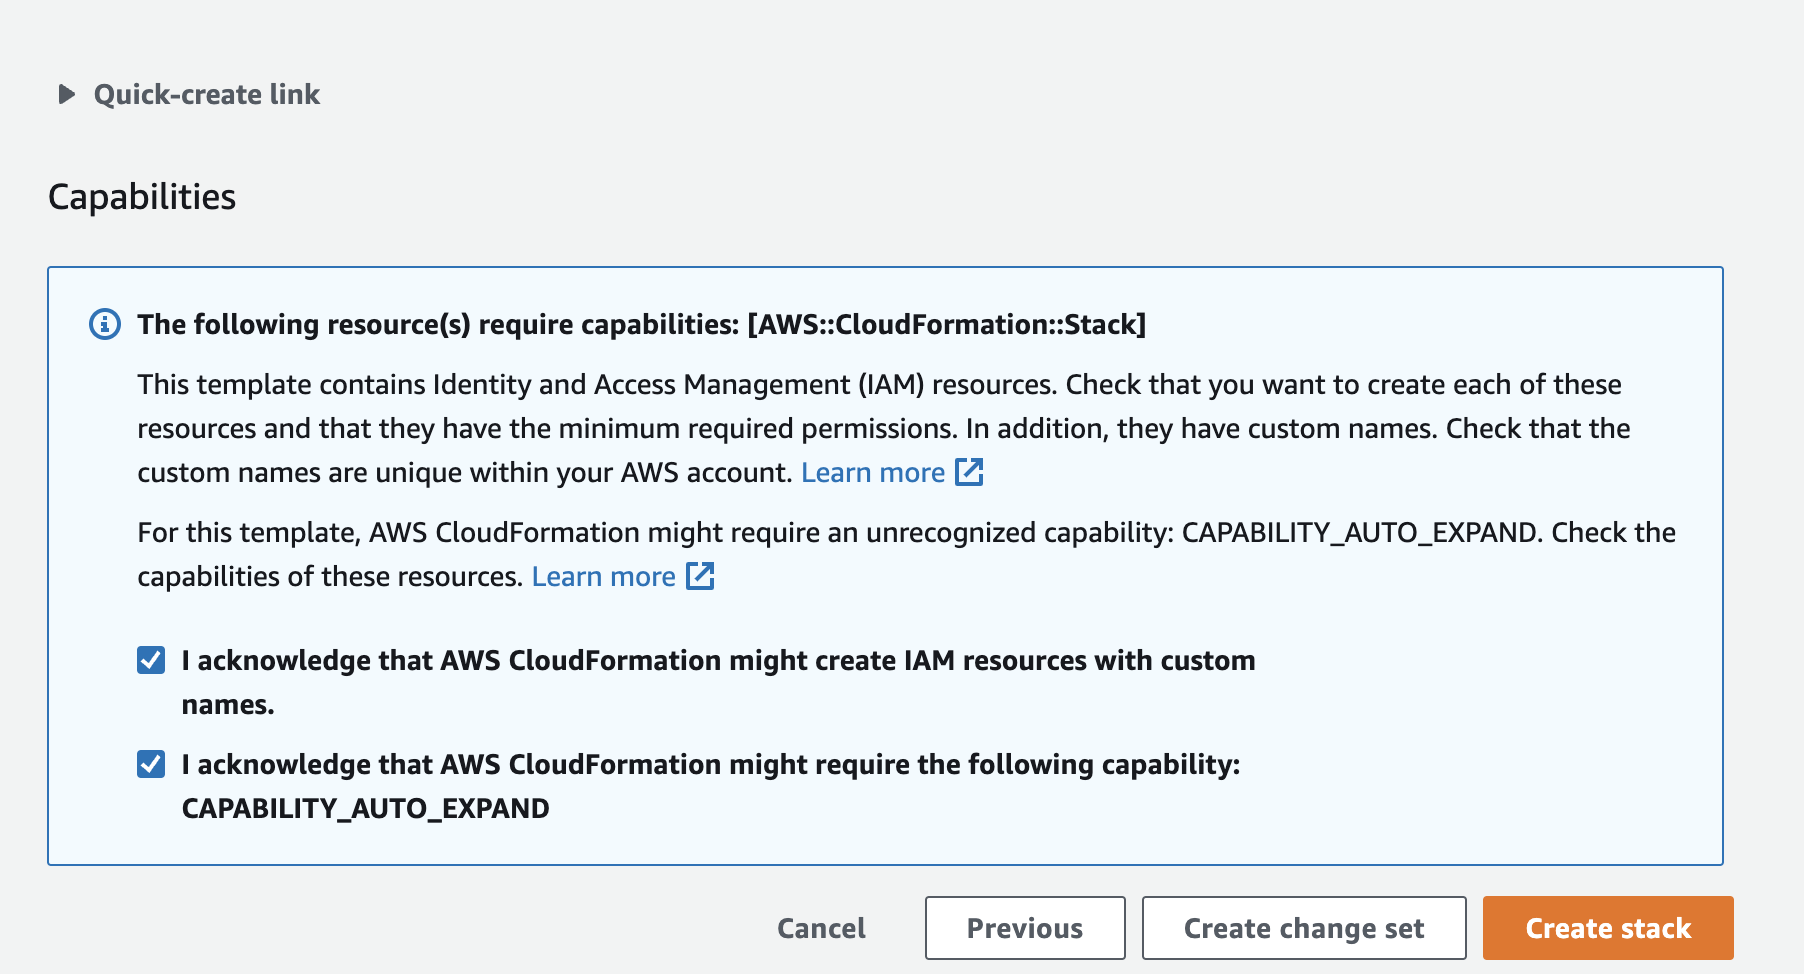 Quick-create link
Capabilities
The following resource(s) require capabilities: [AWS::CloudFormation::Stack]
This template contains Identity and Access Management (IAM) resources. Check that you want to create each of these
resources and that they have the minimum required permissions. In addition, they have custom names. Check that the
custom names are unique within your AWS account. Learn more
For this template, AWS CloudFormation might require an unrecognized capability: CAPABILITY_AUTO_EXPAND. Check the
capabilities of these resources. Learn more
I acknowledge that AWS CloudFormation might create IAM resources with custom
names.
I acknowledge that AWS CloudFormation might require the following capability:
CAPABILITY_AUTO_EXPAND
Cancel Previous Create change set Create stack